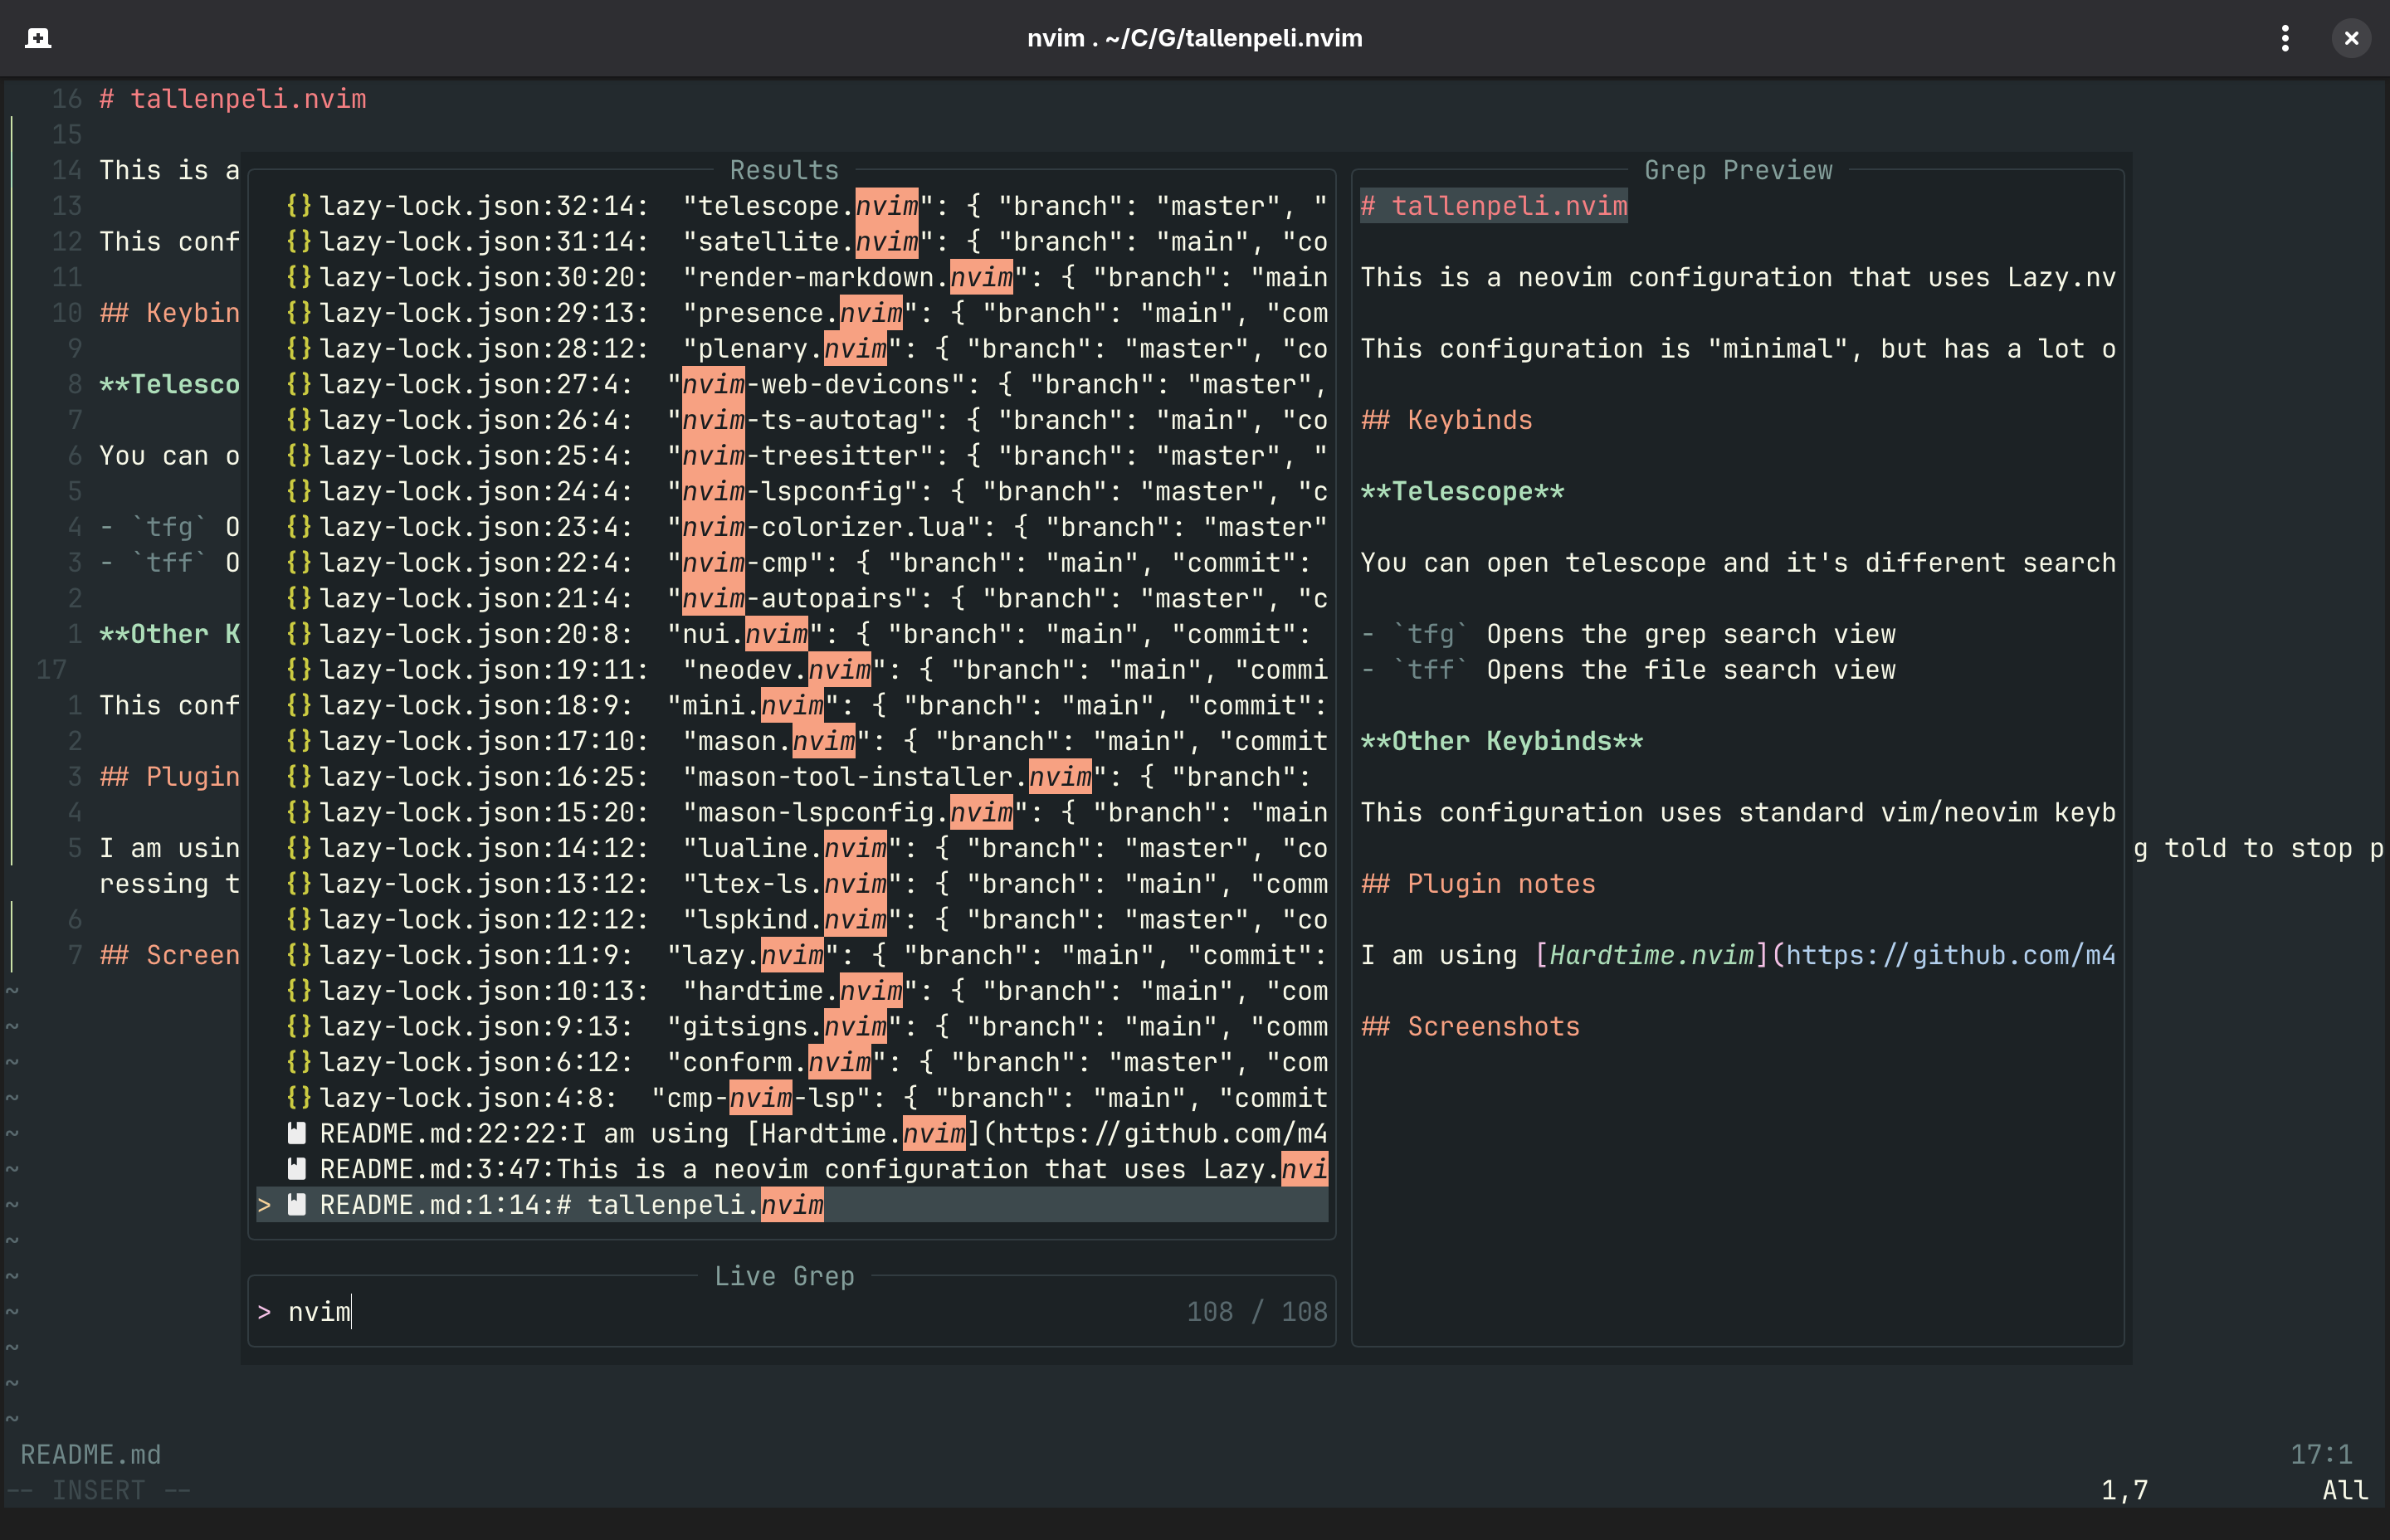 nvim . ~/C/G/tallenpeli.nvim
16 # tallenpeli.nvim
15
14 This is a
13
12 This conf
11
10 ## Keybin
9
8 **Telesco
7
6 You can o
5
4 - `tfg` O
3 - `tff` O
2
1 **Other K
17
1 This conf
2
3 ## Plugin
4
5 I am usin
g told to stop p
ressing t
6
7 ## Screen
~
~
~
~
~
~
~
~
~
~
~
~
~
Results
{} lazy-lock.json:32:14:  "telescope.nvim": { "branch": "master", "
{} lazy-lock.json:31:14:  "satellite.nvim": { "branch": "main", "co
{} lazy-lock.json:30:20:  "render-markdown.nvim": { "branch": "main
{} lazy-lock.json:29:13:  "presence.nvim": { "branch": "main", "com
{} lazy-lock.json:28:12:  "plenary.nvim": { "branch": "master", "co
{} lazy-lock.json:27:4:  "nvim-web-devicons": { "branch": "master",
{} lazy-lock.json:26:4:  "nvim-ts-autotag": { "branch": "main", "co
{} lazy-lock.json:25:4:  "nvim-treesitter": { "branch": "master", "
{} lazy-lock.json:24:4:  "nvim-lspconfig": { "branch": "master", "c
{} lazy-lock.json:23:4:  "nvim-colorizer.lua": { "branch": "master"
{} lazy-lock.json:22:4:  "nvim-cmp": { "branch": "main", "commit":
{} lazy-lock.json:21:4:  "nvim-autopairs": { "branch": "master", "c
{} lazy-lock.json:20:8:  "nui.nvim": { "branch": "main", "commit":
{} lazy-lock.json:19:11:  "neodev.nvim": { "branch": "main", "commi
{} lazy-lock.json:18:9:  "mini.nvim": { "branch": "main", "commit":
{} lazy-lock.json:17:10:  "mason.nvim": { "branch": "main", "commit
{} lazy-lock.json:16:25:  "mason-tool-installer.nvim": { "branch":
{} lazy-lock.json:15:20:  "mason-lspconfig.nvim": { "branch": "main
{} lazy-lock.json:14:12:  "lualine.nvim": { "branch": "master", "co
{} lazy-lock.json:13:12:  "ltex-ls.nvim": { "branch": "main", "comm
{} lazy-lock.json:12:12:  "lspkind.nvim": { "branch": "master", "co
{} lazy-lock.json:11:9:  "lazy.nvim": { "branch": "main", "commit":
{} lazy-lock.json:10:13:  "hardtime.nvim": { "branch": "main", "com
{} lazy-lock.json:9:13:  "gitsigns.nvim": { "branch": "main", "comm
{} lazy-lock.json:6:12:  "conform.nvim": { "branch": "master", "com
{} lazy-lock.json:4:8:  "cmp-nvim-lsp": { "branch": "main", "commit
README.md:22:22:I am using [Hardtime.nvim](https://github.com/m4
README.md:3:47:This is a neovim configuration that uses Lazy.nvi
> README.md:1:14:# tallenpeli.nvim
Live Grep
> nvim
108 / 108
Grep Preview
# tallenpeli.nvim
This is a neovim configuration that uses Lazy.nv
This configuration is "minimal", but has a lot o
## Keybinds
**Telescope**
You can open telescope and it's different search
- `tfg` Opens the grep search view
- `tff` Opens the file search view
**Other Keybinds**
This configuration uses standard vim/neovim keyb
## Plugin notes
I am using [Hardtime.nvim](https://github.com/m4
## Screenshots
README.md
17:1
-- INSERT --
1,7
All